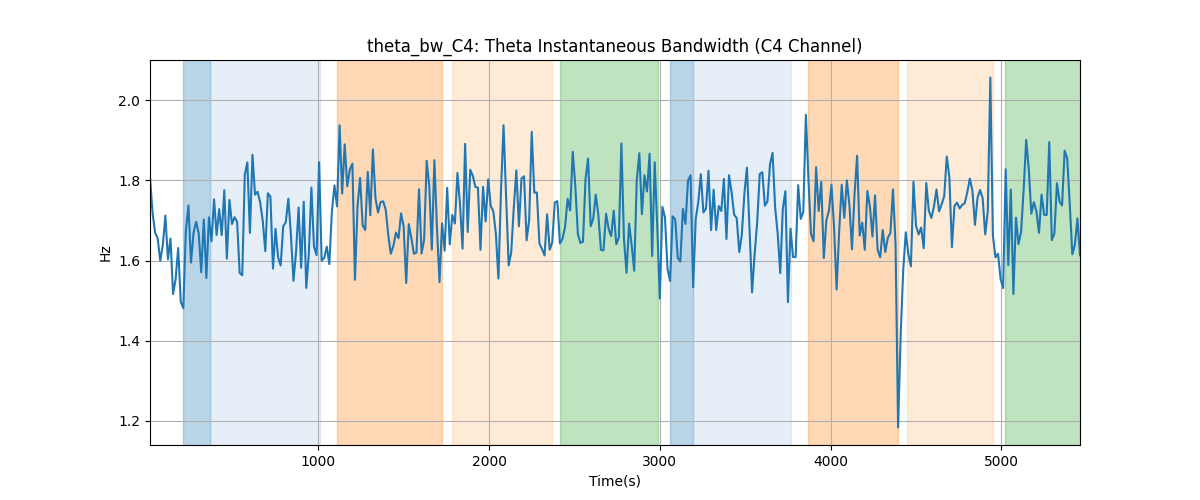 theta_bw_C4: Theta Instantaneous Bandwidth (C4 Channel)
2.0
1.8
1.6
1.4
1.2
Hz
1000 2000 3000 4000 5000
Time(s)